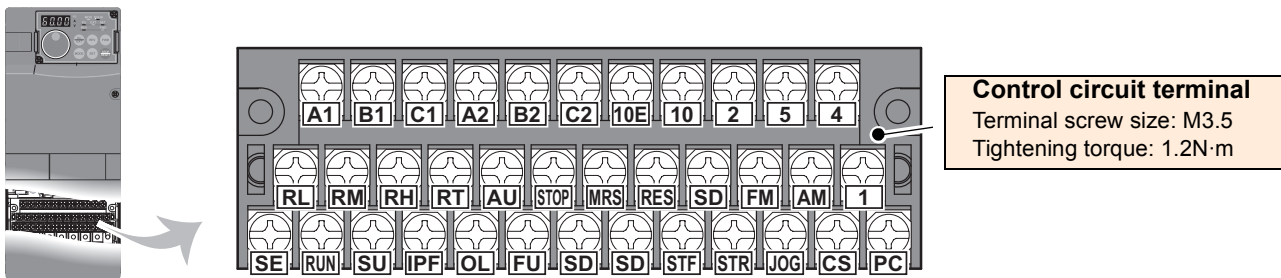 60.00
A1 B1 C1 A2 B2 C2 10E 10 2 5 4
RL RM RH RT AU STOP MRS RES SD FM AM 1
SE RUN SU IPF OL FU SD SD STF STR JOG CS PC
Control circuit terminal
Terminal screw size: M3.5
Tightening torque: 1.2N·m